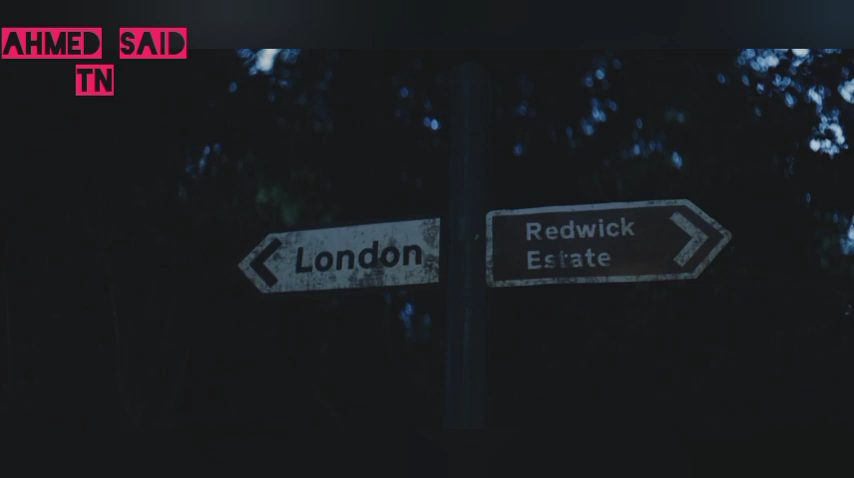 AHMED SAID
TN
London
Redwick
Estate